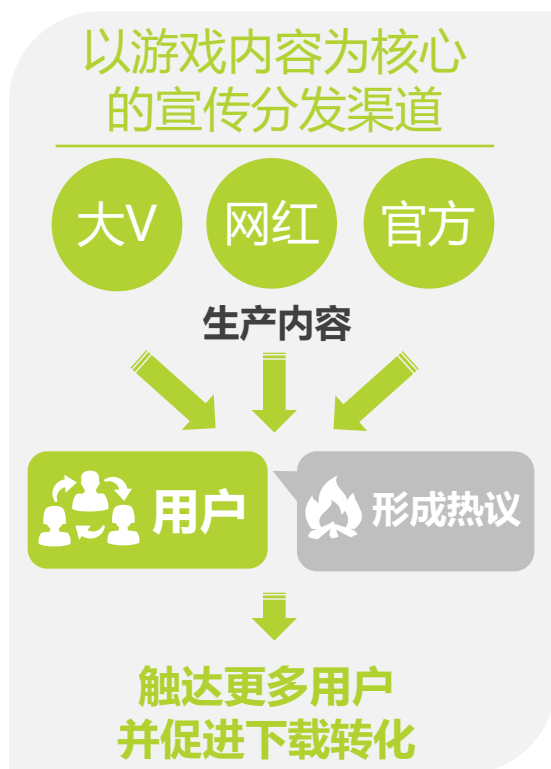 以游戏内容为核心
的宣传分发渠道
大V 网红 官方
生产内容
用户 形成热议
触达更多用户
并促进下载转化